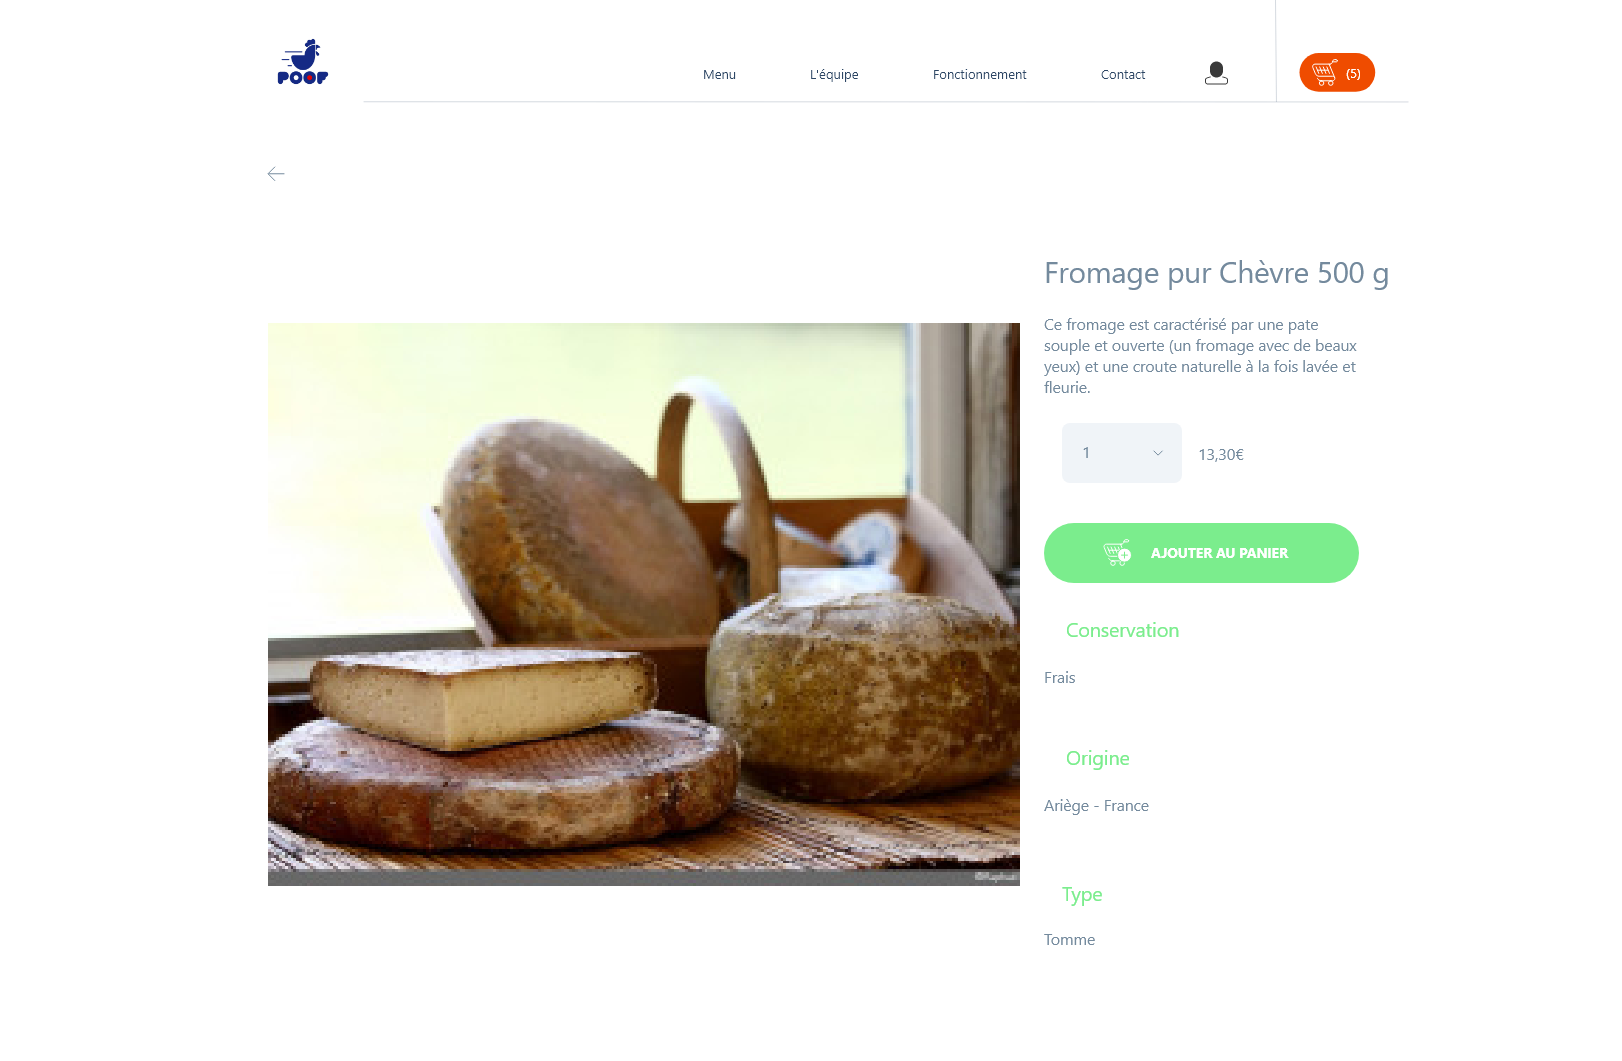 POOF
Menu
L'équipe
Fonctionnement
Contact
(5)
Fromage pur Chèvre 500 g
Ce fromage est caractérisé par une pate
souple et ouverte (un fromage avec de beaux
yeux) et une croute naturelle à la fois lavée et
fleurie.
1
13,30€
AJOUTER AU PANIER
Conservation
Frais
Origine
Ariège - France
Type
Tomme